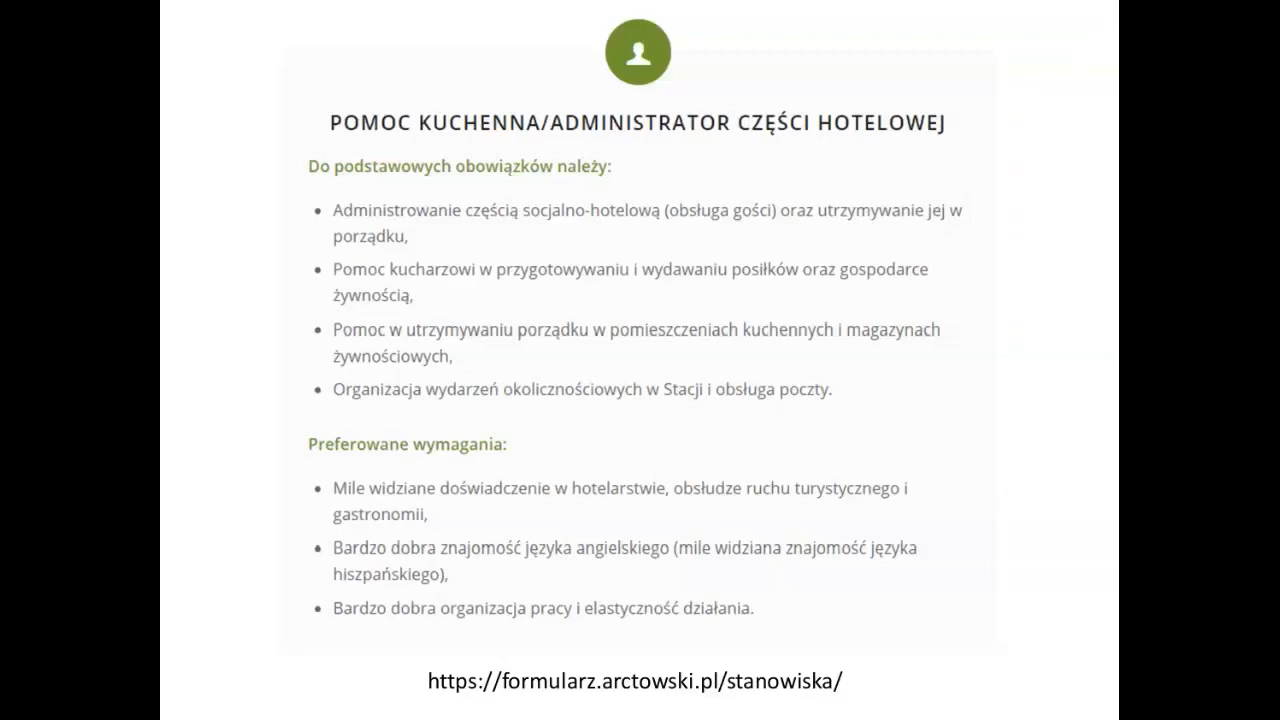 POMOC KUCHENNA/ADMINISTRATOR CZĘŚCI HOTELOWEJ
Do podstawowych obowiązków należy:
• Administrowanie częścią socjalno-hotelową (obsługa gości) oraz utrzymywanie jej w
porządku,
• Pomoc kucharzowi w przygotowywaniu i wydawaniu posiłków oraz gospodarce
żywnością,
• Pomoc w utrzymywaniu porządku w pomieszczeniach kuchennych i magazynach
żywnościowych,
• Organizacja wydarzeń okolicznościowych w Stacji i obsługa poczty.
Preferowane wymagania:
• Mile widziane doświadczenie w hotelarstwie, obsłudze ruchu turystycznego i
gastronomii,
• Bardzo dobra znajomość języka angielskiego (mile widziana znajomość języka
hiszpańskiego),
• Bardzo dobra organizacja pracy i elastyczność działania.
https://formularz.arctowski.pl/stanowiska/